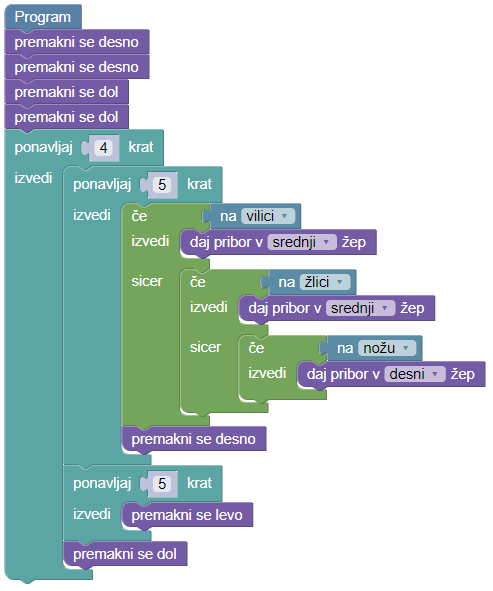 Program
premakni se desno
premakni se desno
premakni se dol
premakni se dol
ponavljaj 4 krat
izvedi ponavljaj 5 krat
izvedi če na vilici
izvedi daj pribor v srednji žep
sicer če na žlici
izvedi daj pribor v srednji žep
sicer če na nožu
izvedi daj pribor v desni žep
premakni se desno
ponavljaj 5 krat
izvedi premakni se levo
premakni se dol